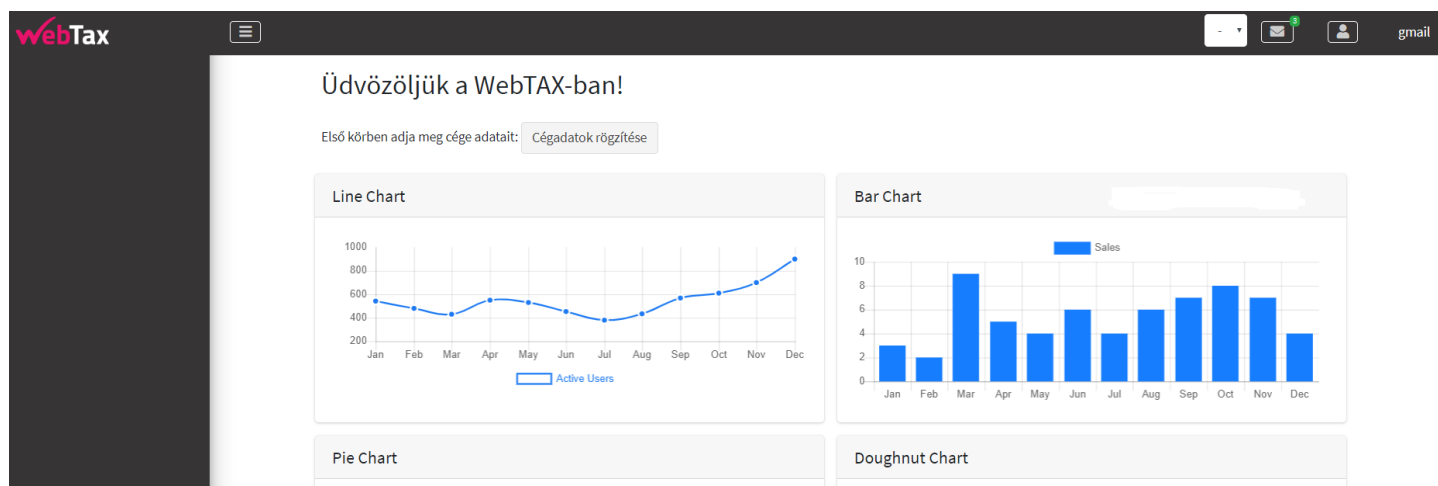 webTax
-
3
gmail
Üdvözöljük a WebTAX-ban!
Első körben adja meg cége adatait: Cégadatok rögzítése
Line Chart
1000
800
600
400
200
Jan Feb Mar Apr May Jun Jul Aug Sep Oct Nov Dec
Active Users
Bar Chart
Sales
10
8
6
4
2
0
Jan Feb Mar Apr May Jun Jul Aug Sep Oct Nov Dec
Pie Chart
Doughnut Chart